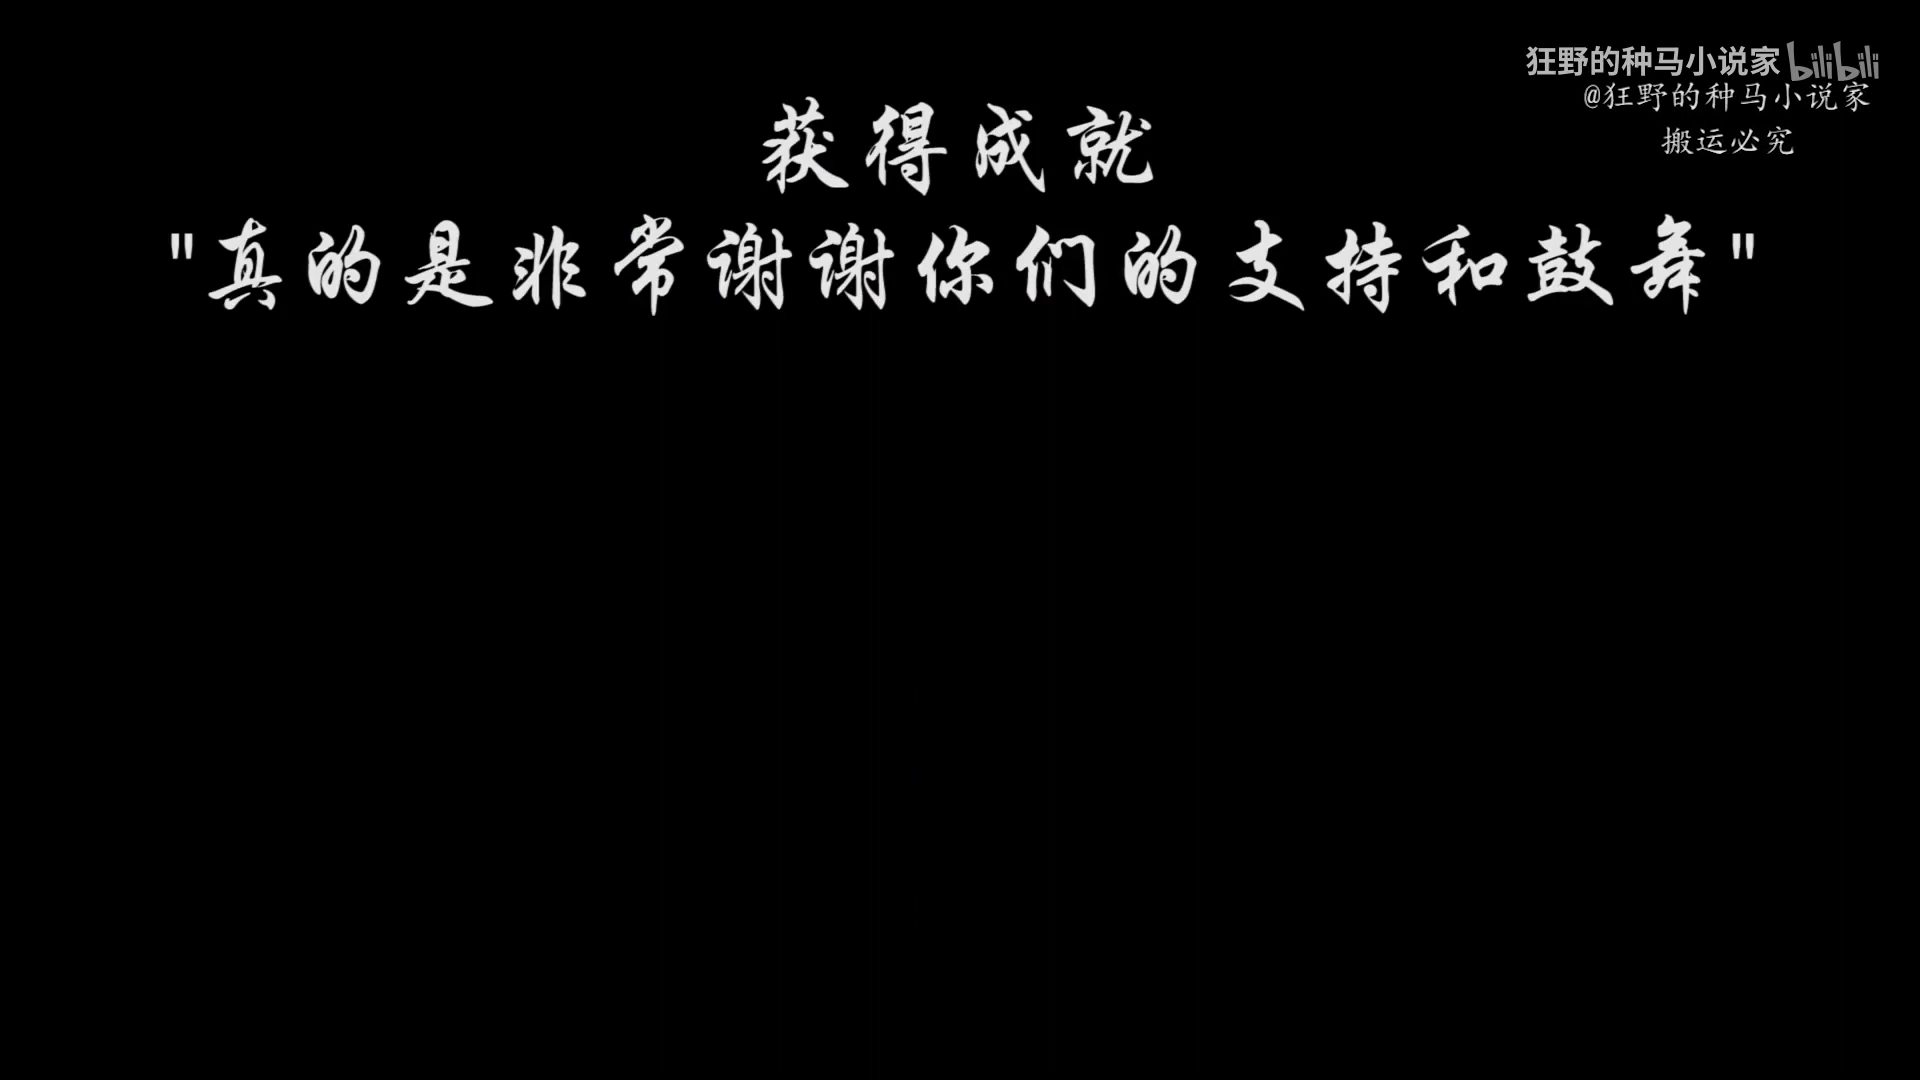 狂野的种马小说家 bilibili
@狂野的种马小说家
搬运必究
获得成就
"真的是非常谢谢你们的支持和鼓舞"